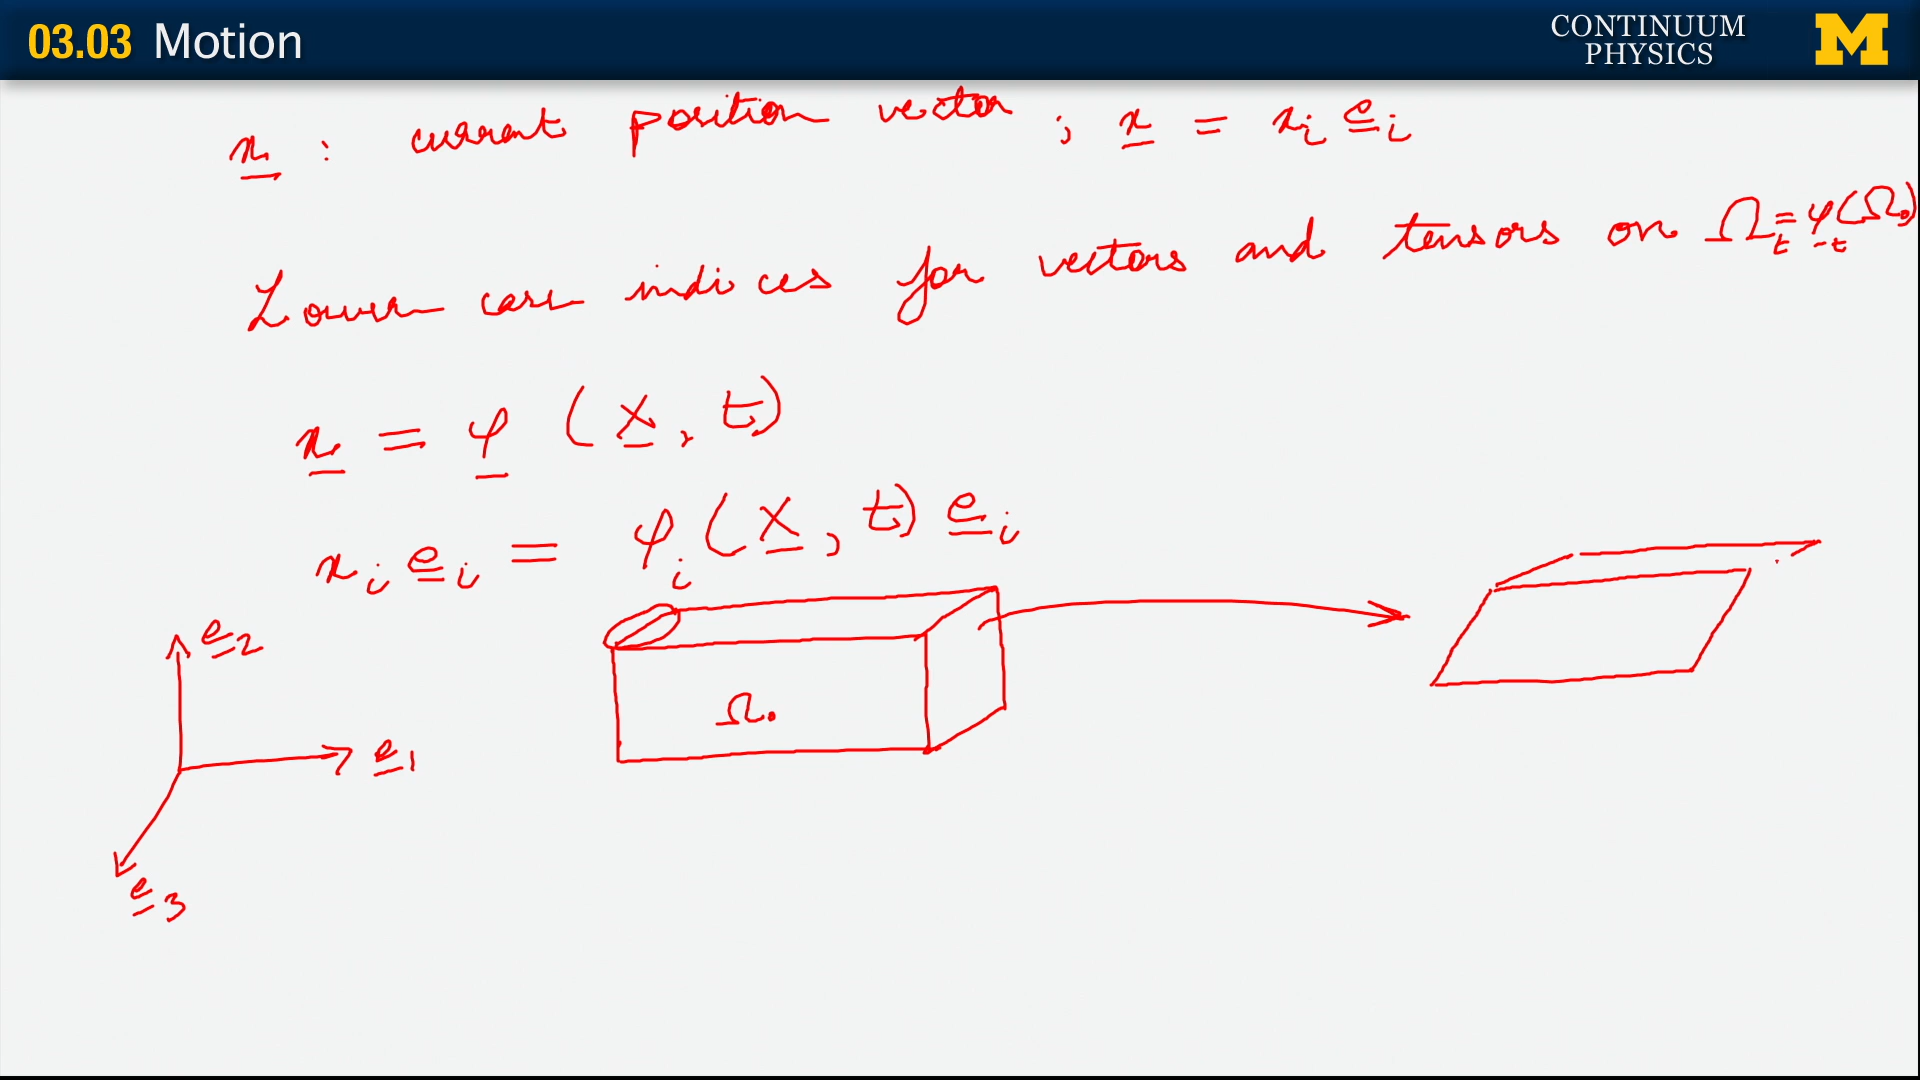 03.03 Motion
CONTINUUM PHYSICS M
x : current position vector ; x = xᵢ eᵢ
Lower case indices for vectors and tensors on Ωₜ = φₜ(Ω₀)
x = φ (X, t)
xᵢ eᵢ = φᵢ (X, t) eᵢ
e₂
Ω₀
e₁
e₃